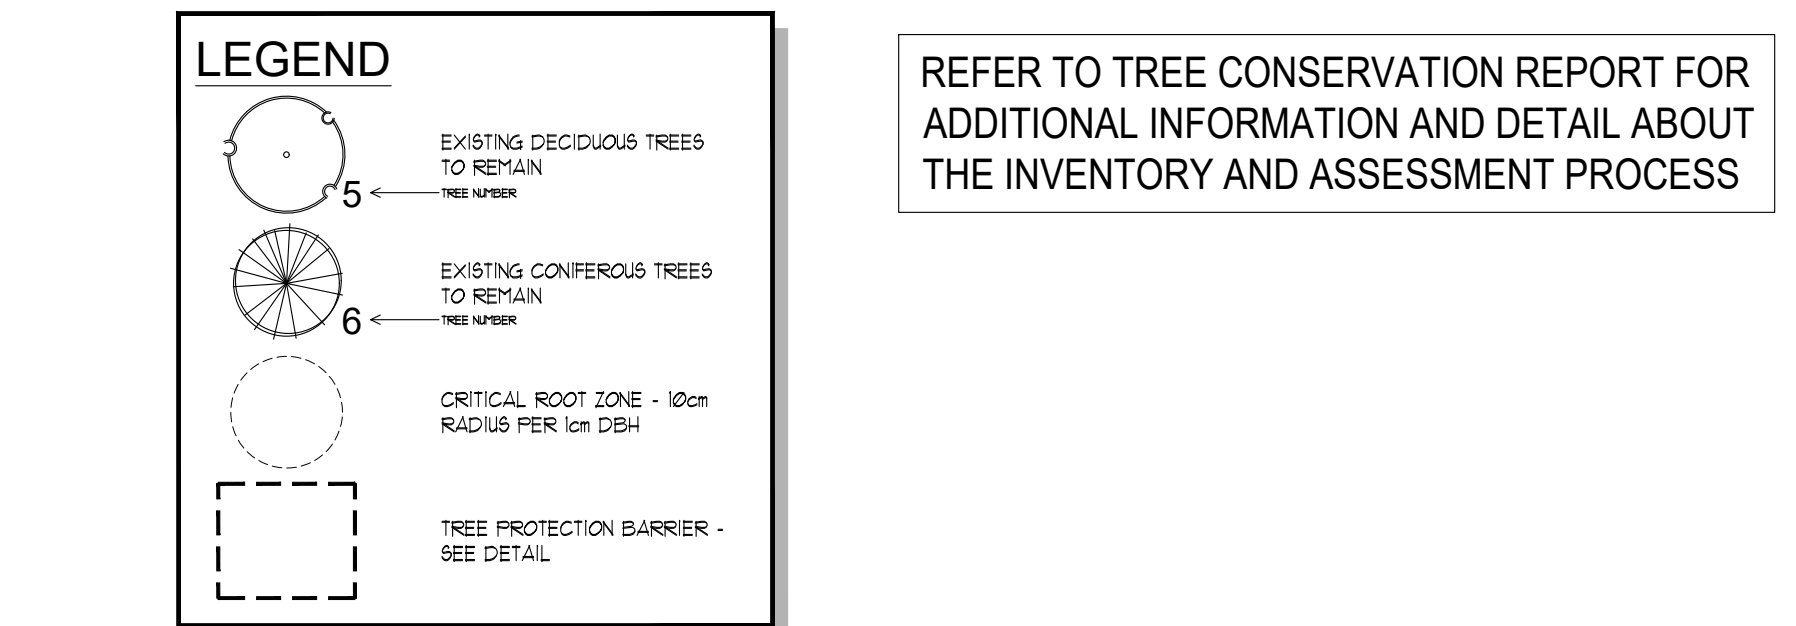 LEGEND
EXISTING DECIDUOUS TREES
TO REMAIN
5
TREE NUMBER
EXISTING CONIFEROUS TREES
TO REMAIN
6
TREE NUMBER
CRITICAL ROOT ZONE - 10cm
RADIUS PER 1cm DBH
TREE PROTECTION BARRIER -
SEE DETAIL
REFER TO TREE CONSERVATION REPORT FOR
ADDITIONAL INFORMATION AND DETAIL ABOUT
THE INVENTORY AND ASSESSMENT PROCESS